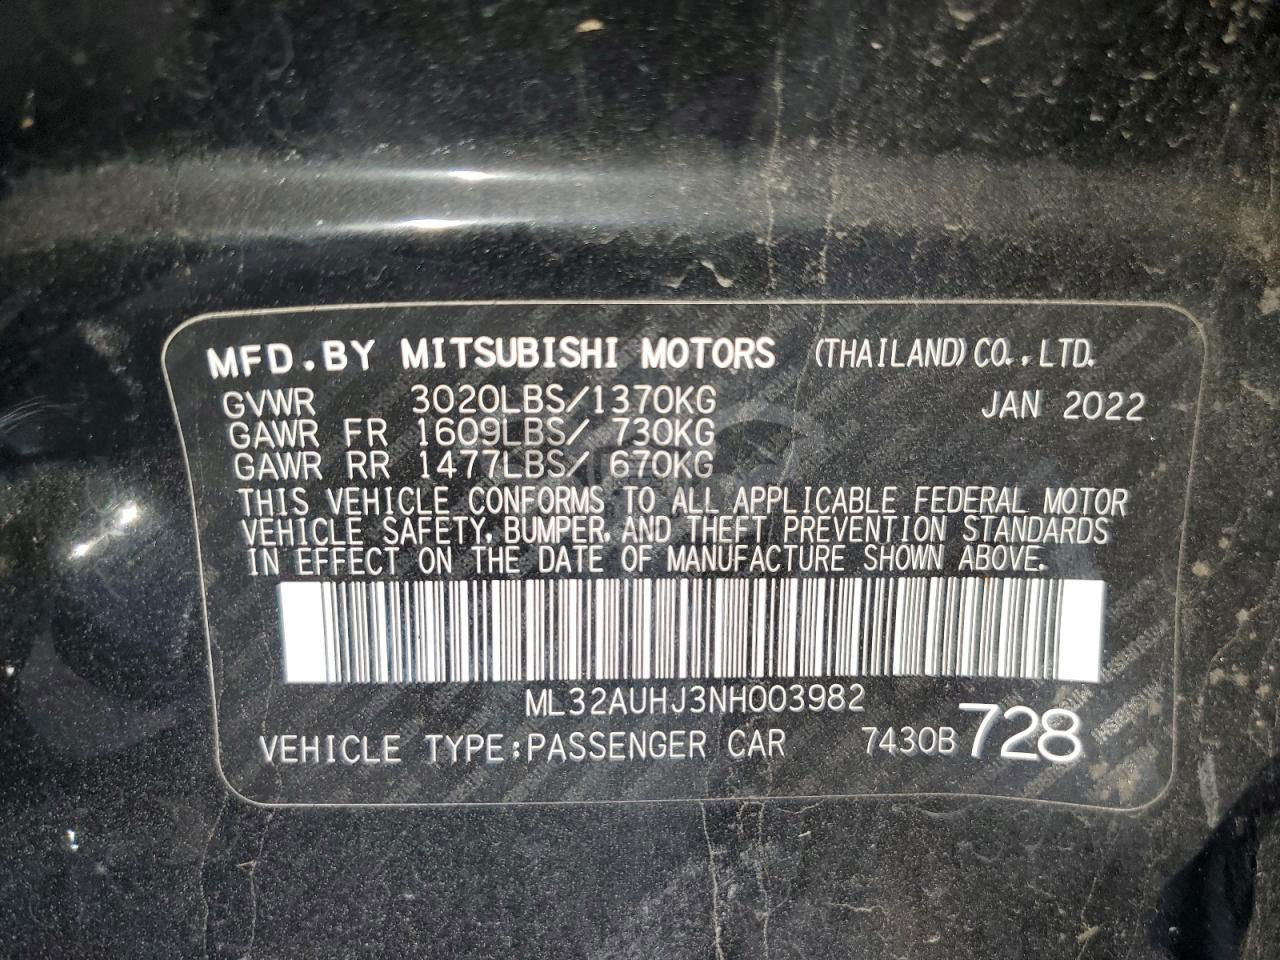 MFD.BY MITSUBISHI MOTORS (THAILAND) CO.,LTD.
GVWR 3020LBS/1370KG JAN 2022
GAWR FR 1609LBS/ 730KG
GAWR RR 1477LBS/ 670KG
THIS VEHICLE CONFORMS TO ALL APPLICABLE FEDERAL MOTOR
VEHICLE SAFETY, BUMPER, AND THEFT PREVENTION STANDARDS
IN EFFECT ON THE DATE OF MANUFACTURE SHOWN ABOVE.
ML32AUHJ3NH003982
VEHICLE TYPE:PASSENGER CAR 7430B 728